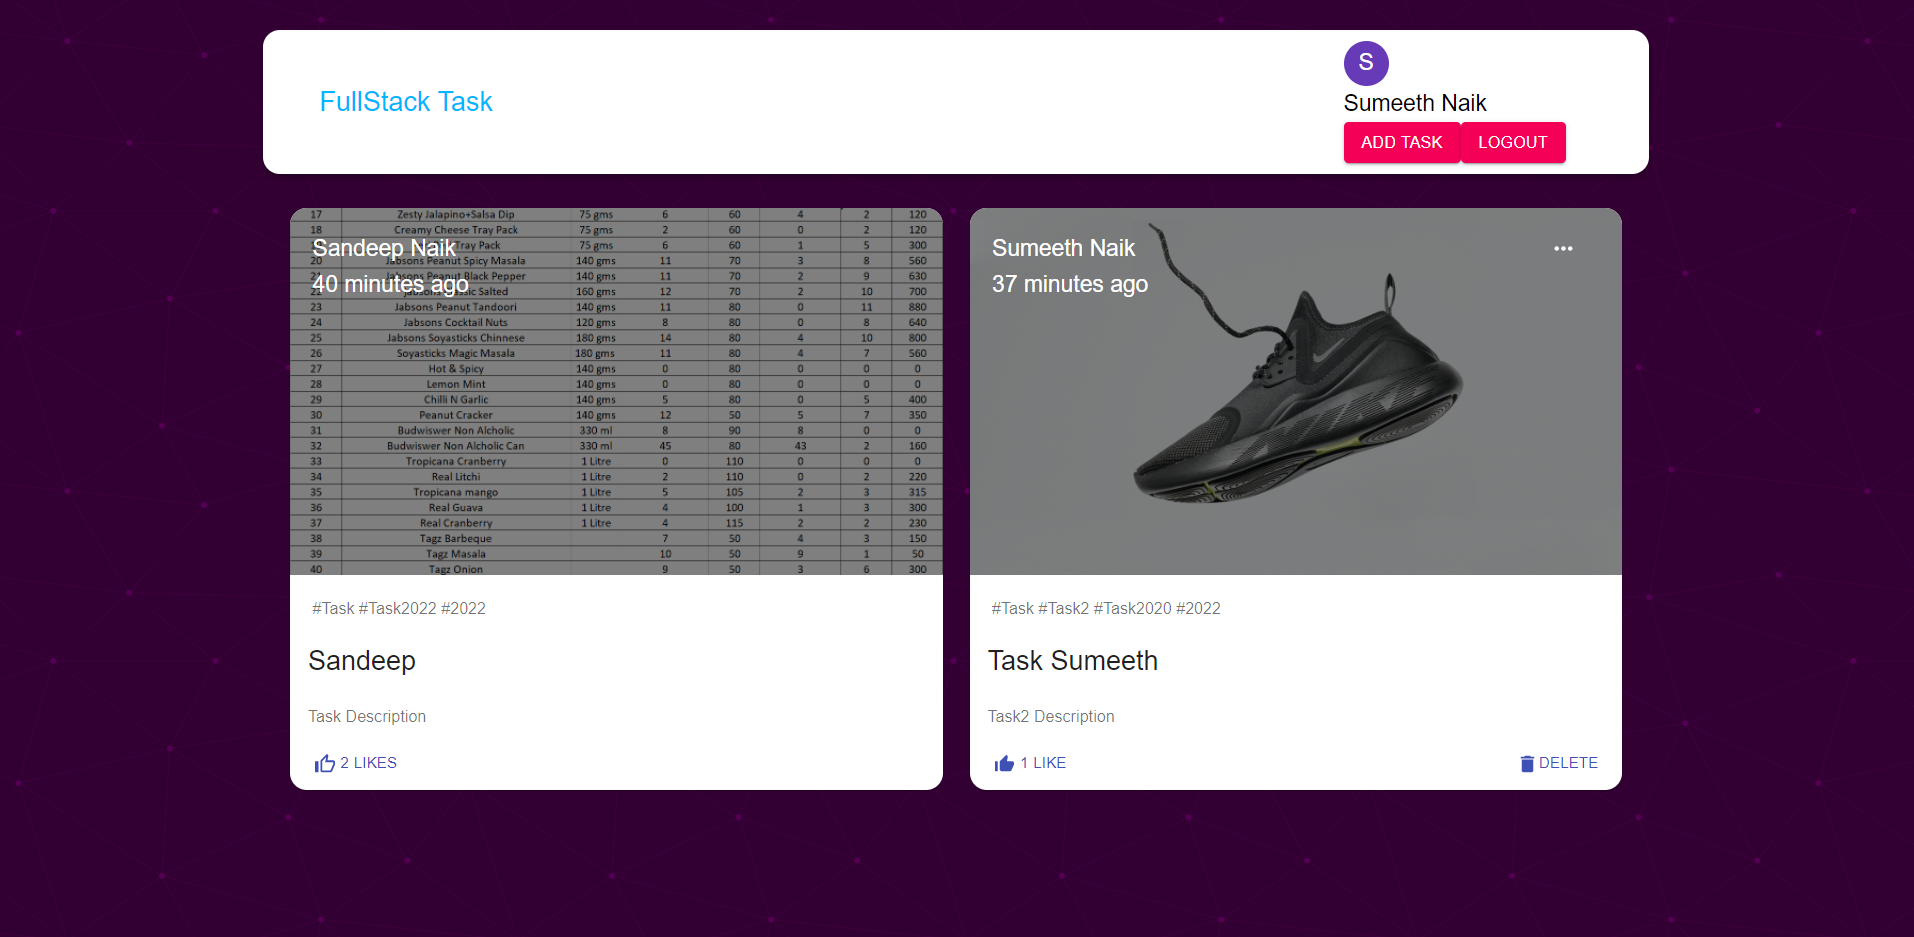 S
FullStack Task
Sumeeth Naik
ADD TASK LOGOUT
17 Zesty Jalapino+Salsa Dip 75 gms 6 60 4 2 120
18 Creamy Cheese Tray Pack 75 gms 2 60 0 2 120
Tray Pack 75 gms 6 60 1 5 300
Sandeep Naik
20 Jabsons Peanut Spicy Masala 140 gms 11 70 3 8 560
21 Jabsons Peanut Black Pepper 140 gms 11 70 2 9 630
40 minutes ago
Salted 160 gms 12 70 2 10 700
23 Jabsons Peanut Tandoori 140 gms 11 80 0 11 880
24 Jabsons Cocktail Nuts 120 gms 8 80 0 8 640
25 Jabsons Soyasticks Chinnese 180 gms 14 80 4 10 800
26 Soyasticks Magic Masala 180 gms 11 80 4 7 560
27 Hot & Spicy 140 gms 0 80 0 0 0
28 Lemon Mint 140 gms 0 80 0 0 0
29 Chilli N Garlic 140 gms 5 80 0 5 400
30 Peanut Cracker 140 gms 12 50 5 7 350
31 Budwiswer Non Alcholic 330 ml 8 90 8 0 0
32 Budwiswer Non Alcholic Can 330 ml 45 80 43 2 160
33 Tropicana Cranberry 1 Litre 0 110 0 0 0
34 Real Litchi 1 Litre 2 110 0 2 220
35 Tropicana mango 1 Litre 5 105 2 3 315
36 Real Guava 1 Litre 4 100 1 3 300
37 Real Cranberry 1 Litre 4 115 2 2 230
38 Tagz Barbeque 7 50 4 3 150
39 Tagz Masala 10 50 9 1 50
40 Tagz Onion 9 50 3 6 300
#Task #Task2022 #2022
Sandeep
Task Description
2 LIKES
Sumeeth Naik
37 minutes ago
#Task #Task2 #Task2020 #2022
Task Sumeeth
Task2 Description
1 LIKE DELETE